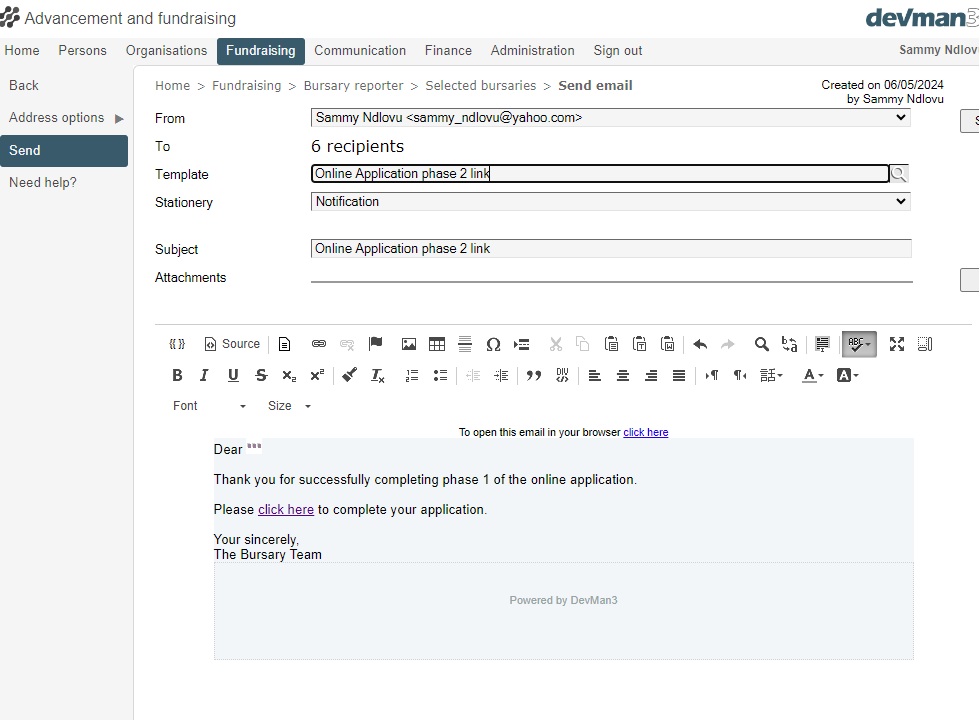 Advancement and fundraising
devman3
Home Persons Organisations Fundraising Communication Finance Administration Sign out
Sammy Ndlov
Back
Address options
Send
Need help?
Home > Fundraising > Bursary reporter > Selected bursaries > Send email
Created on 06/05/2024
by Sammy Ndlovu
From Sammy Ndlovu <sammy_ndlovu@yahoo.com>
To 6 recipients
Template Online Application phase 2 link
Stationery Notification
Subject Online Application phase 2 link
Attachments
Source
Font Size
To open this email in your browser click here
Dear
Thank you for successfully completing phase 1 of the online application.
Please click here to complete your application.
Your sincerely,
The Bursary Team
Powered by DevMan3